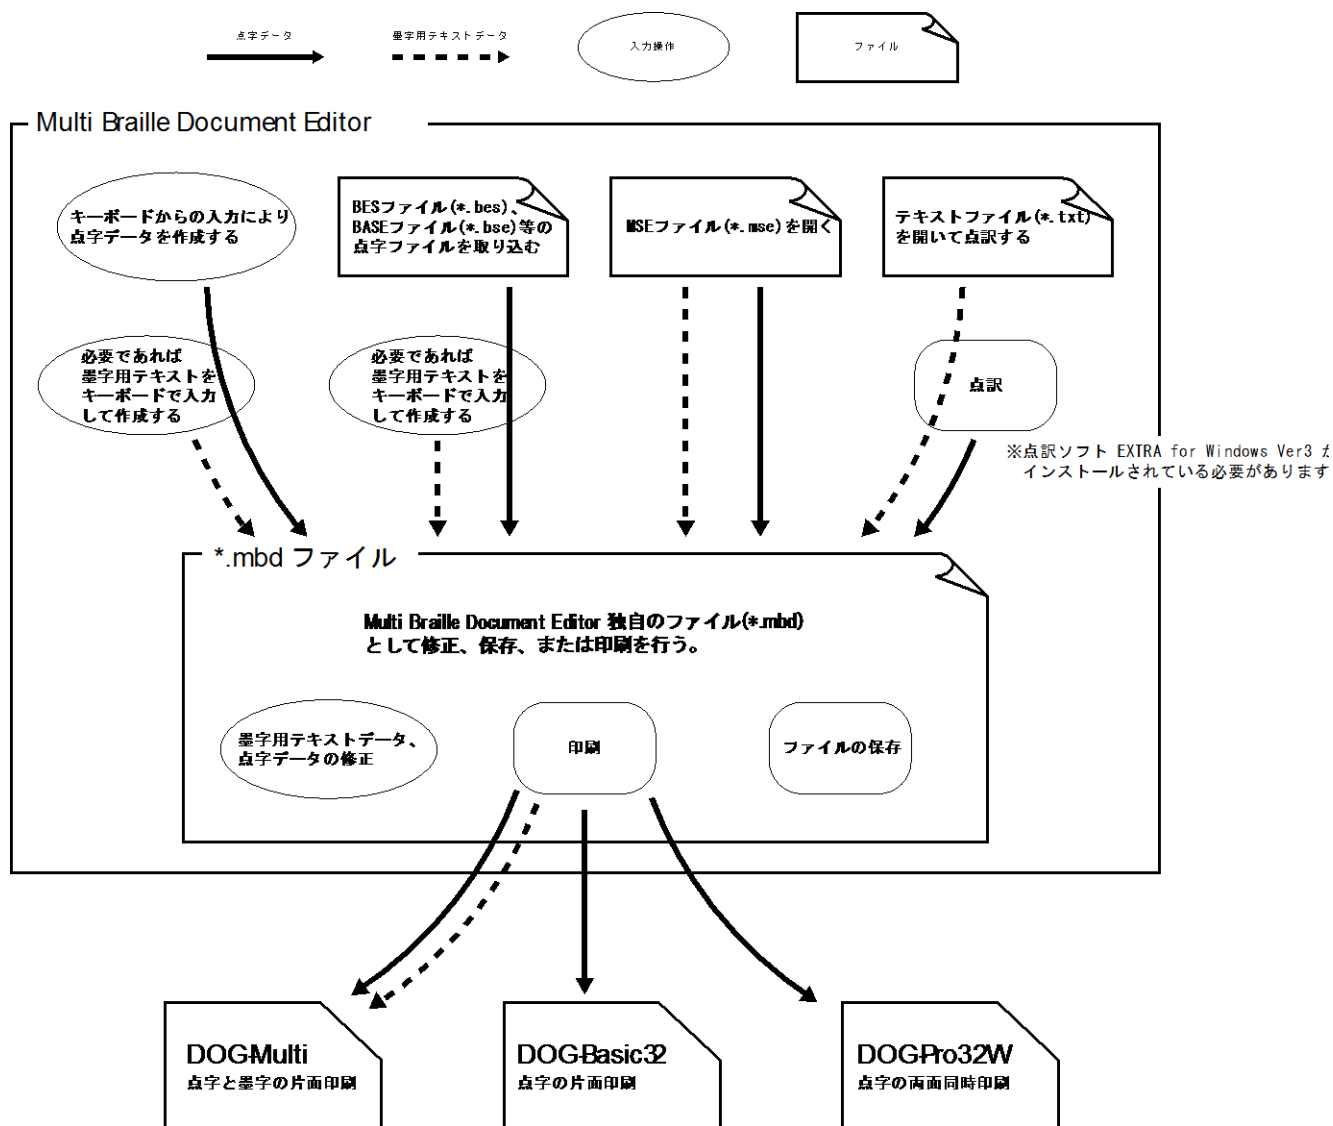 点字データ
墨字用テキストデータ
入力操作
ファイル
Multi Braille Document Editor
キーボードからの入力により
点字データを作成する
BESファイル(*.bes)、
BASEファイル(*.bse)等の
点字ファイルを取り込む
MSEファイル(*.mse)を開く
テキストファイル(*.txt)
を開いて点訳する
必要であれば
墨字用テキストを
キーボードで入力
して作成する
必要であれば
墨字用テキストを
キーボードで入力
して作成する
点訳
※点訳ソフト EXTRA for Windows Ver3 が
インストールされている必要があります
*.mbd ファイル
Multi Braille Document Editor 独自のファイル(*.mbd)
として修正、保存、または印刷を行う。
墨字用テキストデータ、
点字データの修正
印刷
ファイルの保存
DOG-Multi
点字と墨字の片面印刷
DOG-Basic32
点字の片面印刷
DOG-Pro32W
点字の両面同時印刷